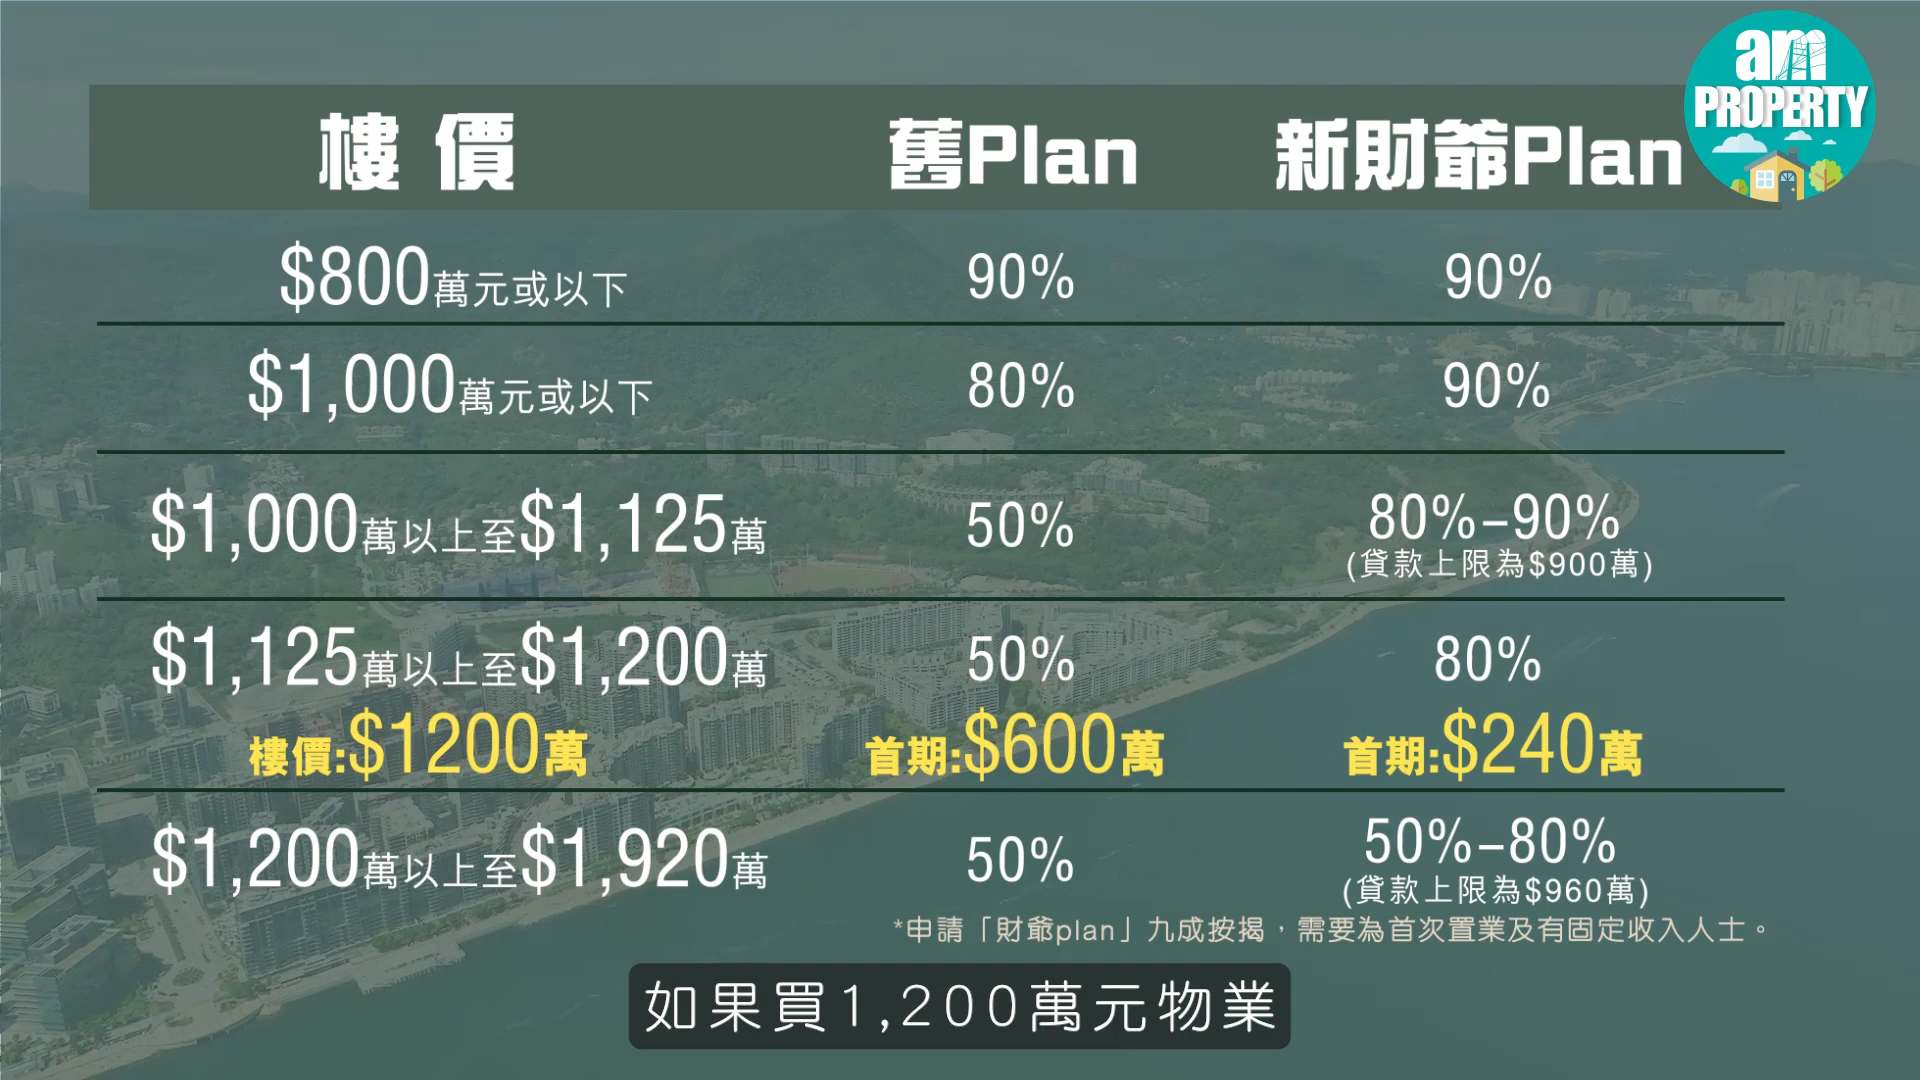 am
PROPERTY
樓價 舊Plan 新財爺Plan
$800萬元或以下 90% 90%
$1,000萬元或以下 80% 90%
$1,000萬以上至$1,125萬 50% 80%-90%
(貸款上限為$900萬)
$1,125萬以上至$1,200萬 50% 80%
樓價:$1200萬 首期:$600萬 首期:$240萬
$1,200萬以上至$1,920萬 50% 50%-80%
(貸款上限為$960萬)
*申請「財爺plan」九成按揭，需要為首次置業及有固定收入人士。
如果買1,200萬元物業